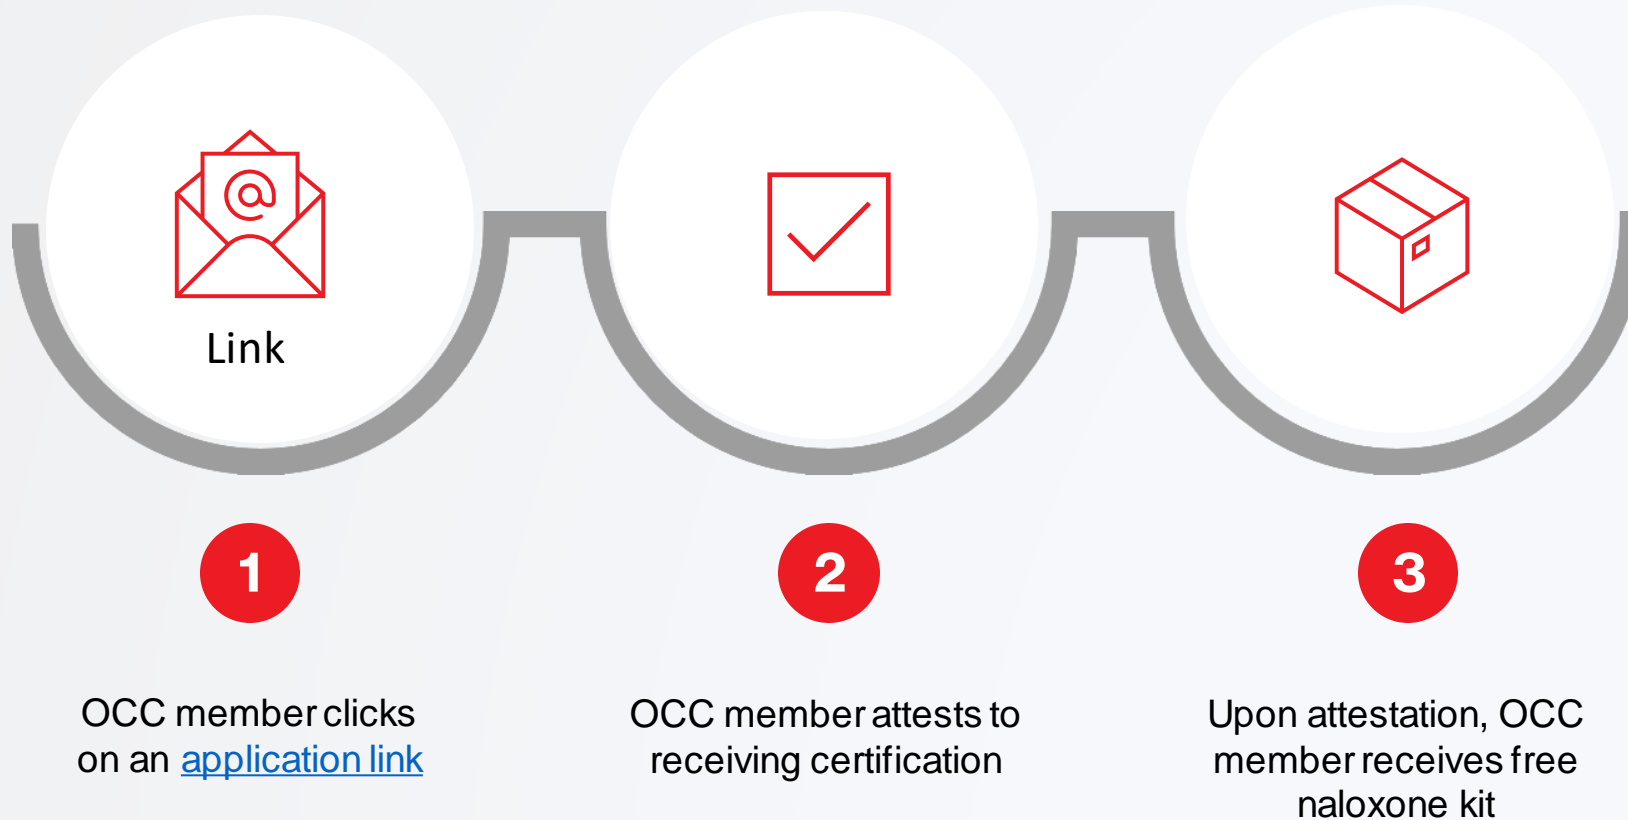 @
Link
1
2
3
OCC member clicks
on an application link
OCC member attests to
receiving certification
Upon attestation, OCC
member receives free
naloxone kit